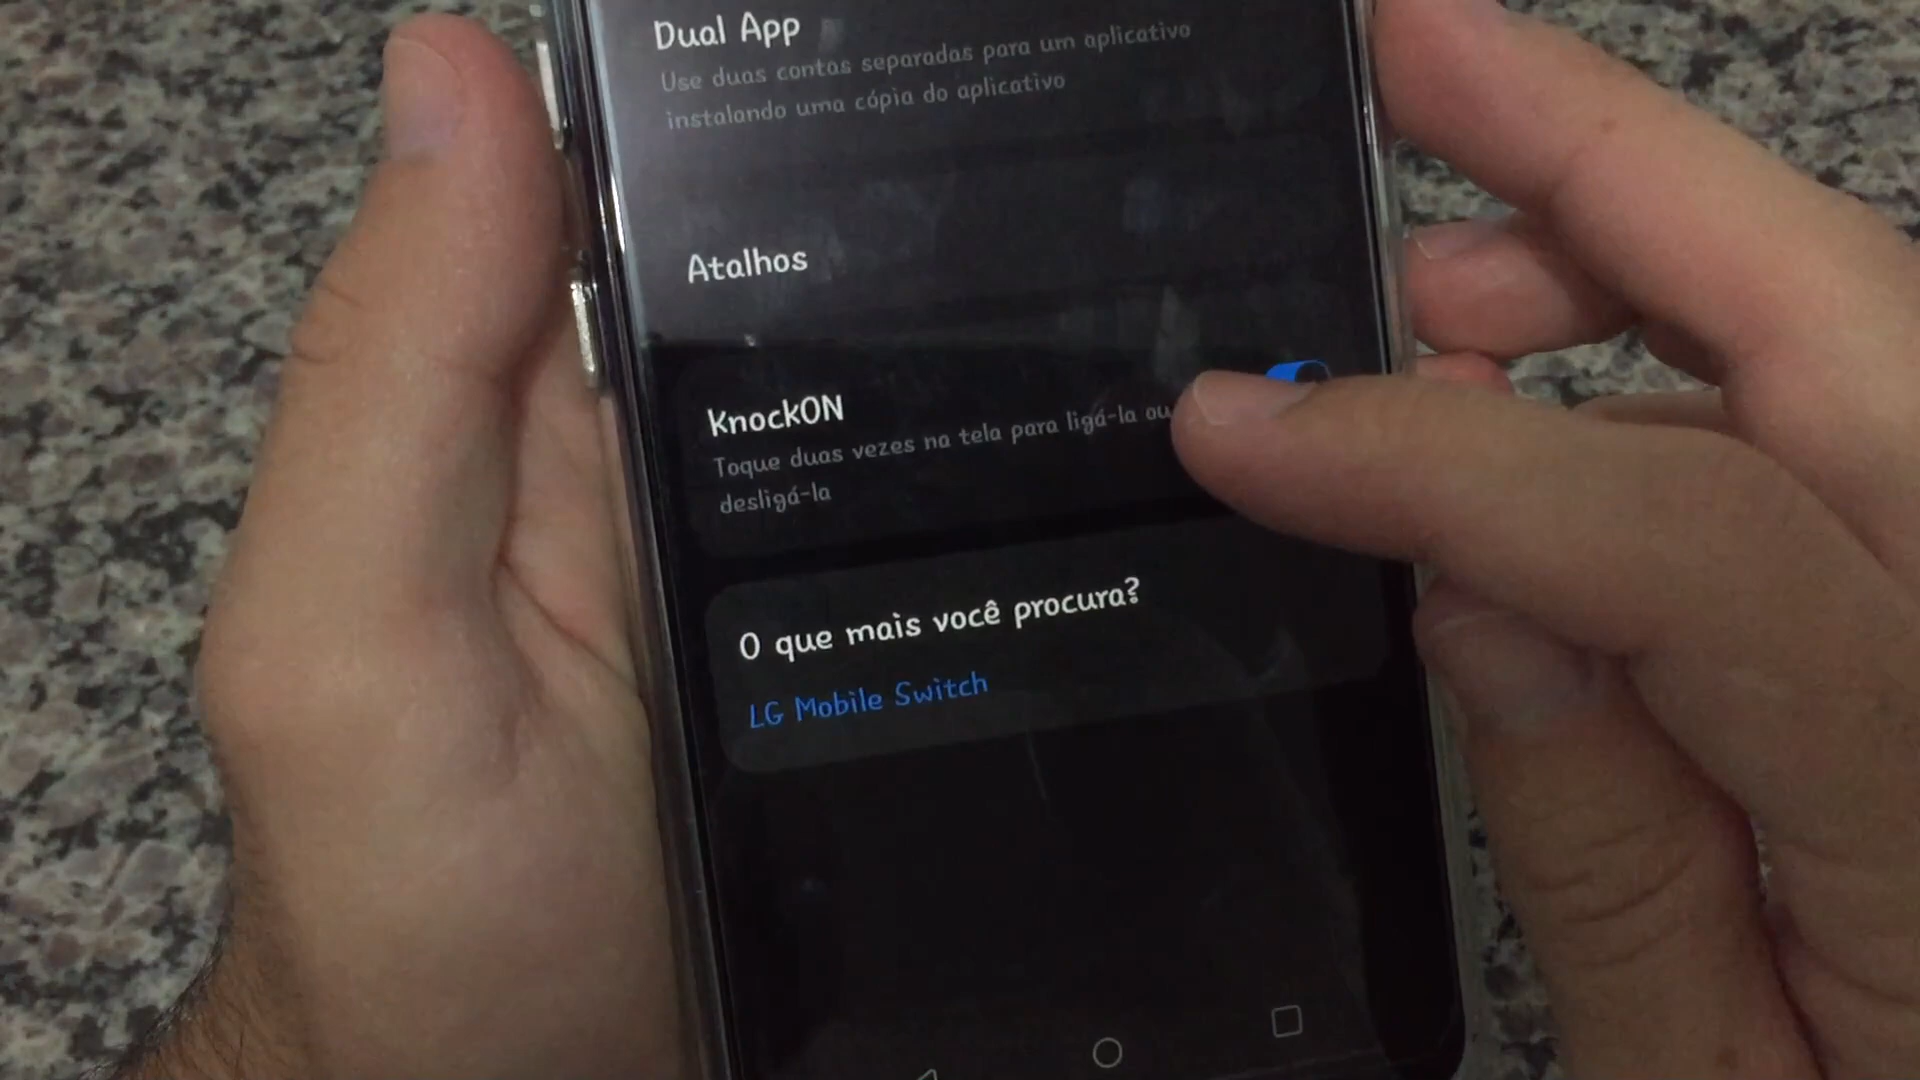 Dual App
Use duas contas separadas para um aplicativo
instalando uma cópia do aplicativo
Atalhos
KnockON
Toque duas vezes na tela para ligá-la ou
desligá-la
O que mais você procura?
LG Mobile Switch